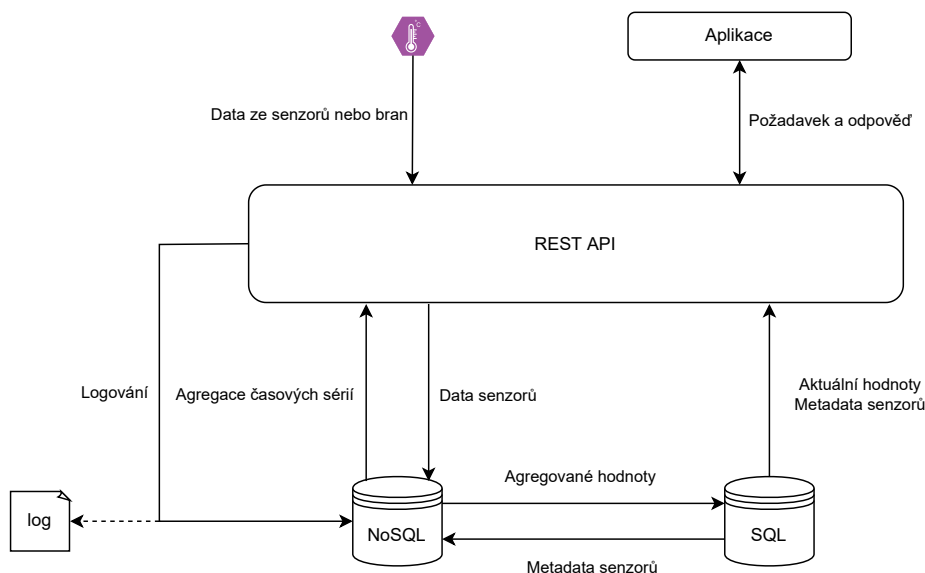 °C
Aplikace
Data ze senzorů nebo bran
Požadavek a odpověď
REST API
Logování
Agregace časových sérií
Data senzorů
Aktuální hodnoty
Metadata senzorů
Agregované hodnoty
log
NoSQL
SQL
Metadata senzorů